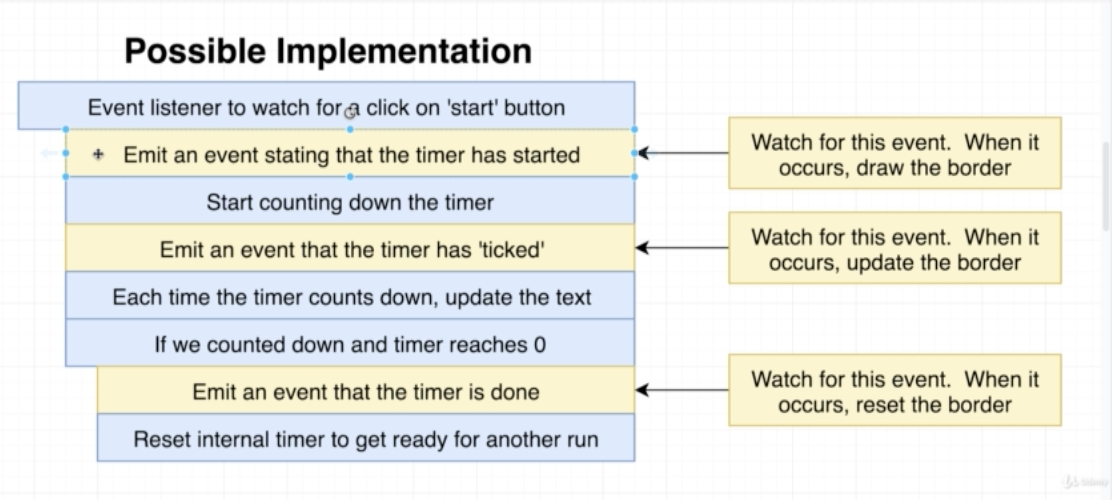 Possible Implementation
Event listener to watch for a click on 'start' button
Emit an event stating that the timer has started
Watch for this event. When it
occurs, draw the border
Start counting down the timer
Emit an event that the timer has 'ticked'
Watch for this event. When it
occurs, update the border
Each time the timer counts down, update the text
If we counted down and timer reaches 0
Emit an event that the timer is done
Watch for this event. When it
occurs, reset the border
Reset internal timer to get ready for another run
Udemy